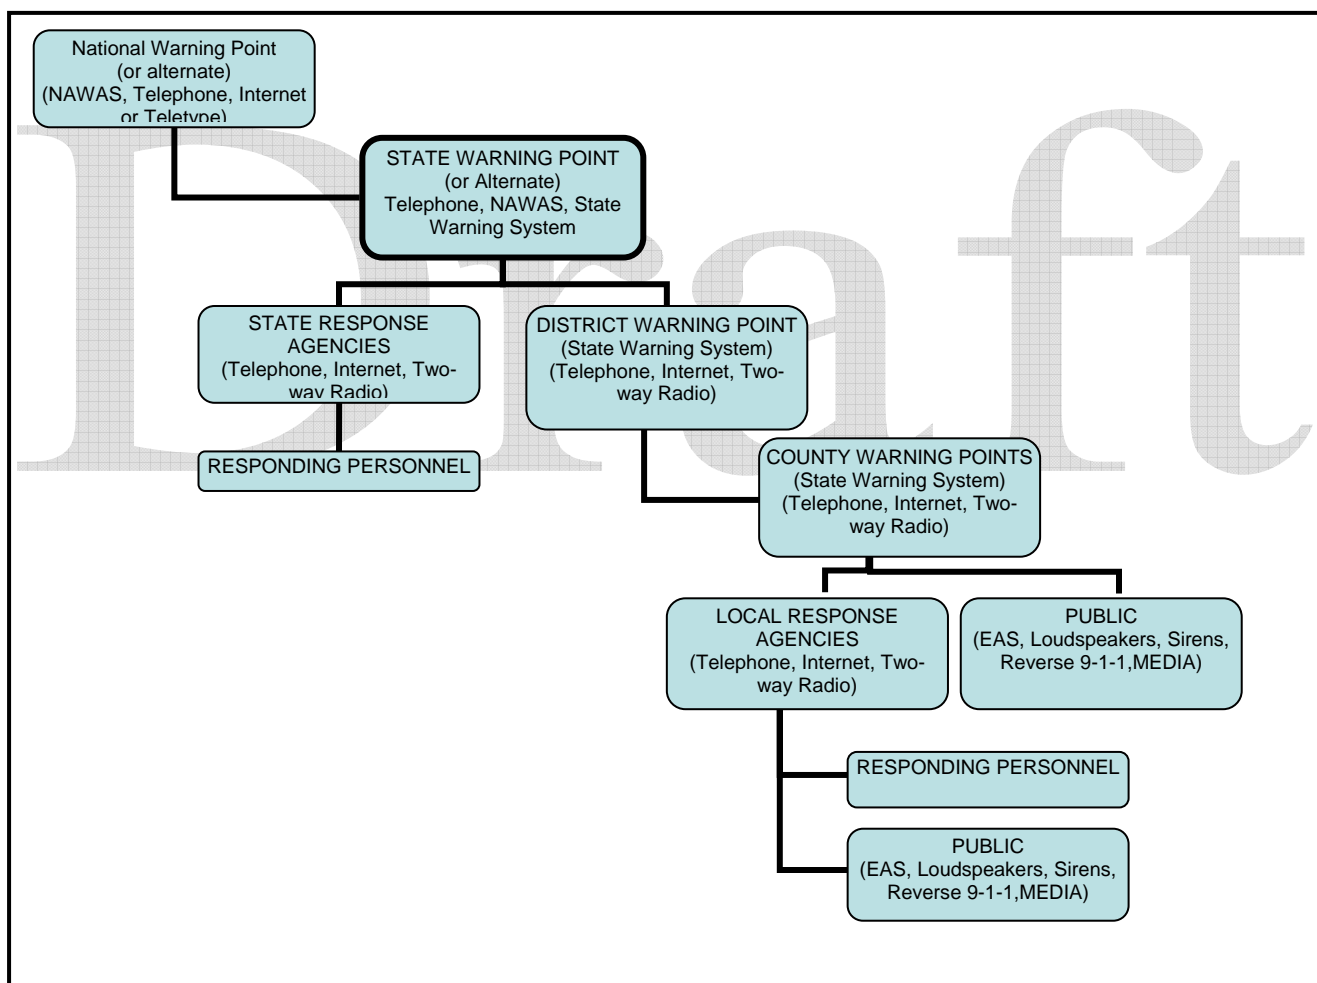 National Warning Point
(or alternate)
(NAWAS, Telephone, Internet
or Teletype)
STATE WARNING POINT
(or Alternate)
Telephone, NAWAS, State
Warning System
STATE RESPONSE
AGENCIES
(Telephone, Internet, Two-
way Radio)
DISTRICT WARNING POINT
(State Warning System)
(Telephone, Internet, Two-
way Radio)
RESPONDING PERSONNEL
COUNTY WARNING POINTS
(State Warning System)
(Telephone, Internet, Two-
way Radio)
LOCAL RESPONSE
AGENCIES
(Telephone, Internet, Two-
way Radio)
PUBLIC
(EAS, Loudspeakers, Sirens,
Reverse 9-1-1,MEDIA)
RESPONDING PERSONNEL
PUBLIC
(EAS, Loudspeakers, Sirens,
Reverse 9-1-1,MEDIA)
Draft